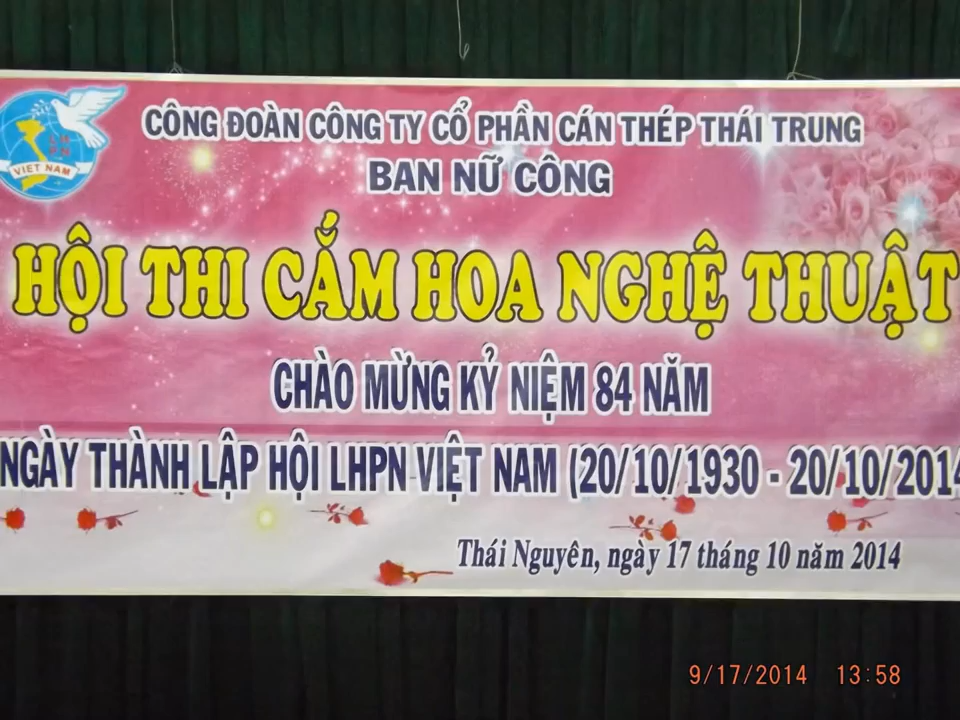 CÔNG ĐOÀN CÔNG TY CỔ PHẦN CÁN THÉP THÁI TRUNG
BAN NỮ CÔNG
VIET NAM
HỘI THI CẮM HOA NGHỆ THUẬT
CHÀO MỪNG KỶ NIỆM 84 NĂM
NGÀY THÀNH LẬP HỘI LHPN VIỆT NAM (20/10/1930 - 20/10/2014
Thái Nguyên, ngày 17 tháng 10 năm 2014
9/17/2014 13:58